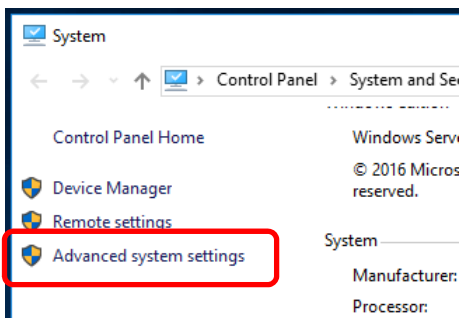 System
Control Panel > System and Se
Control Panel Home
Device Manager
Remote settings
Advanced system settings
Windows Serv
© 2016 Micros
reserved.
System
Manufacturer:
Processor: